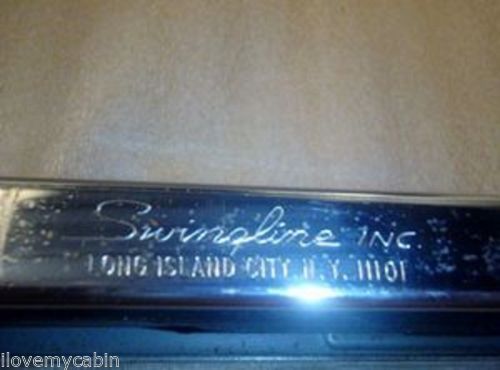 Swingline INC.
LONG ISLAND CITY N.Y. 11101
ilovemycabin